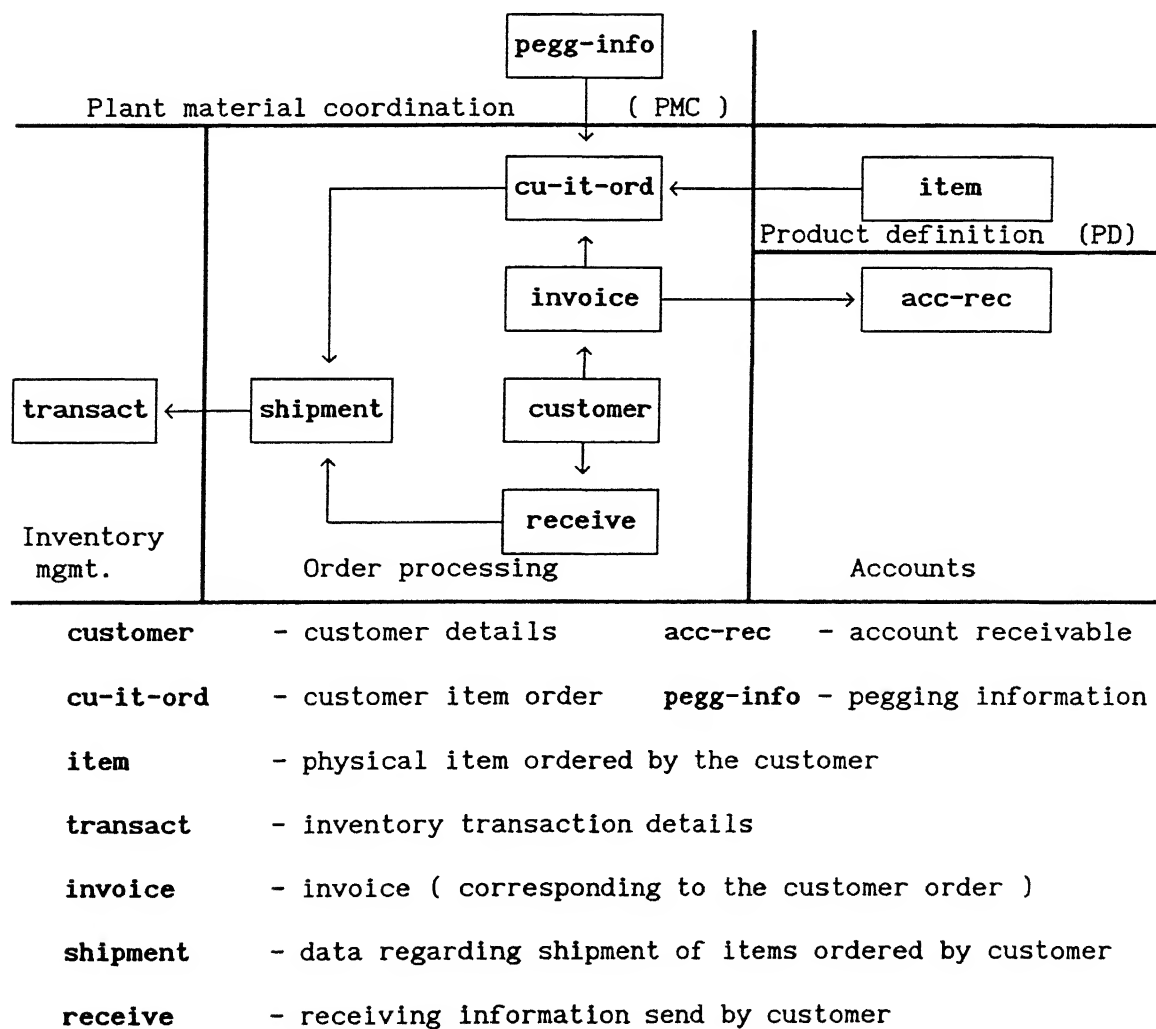 pegg-info
Plant material coordination ( PMC )
cu-it-ord
item
Product definition (PD)
invoice
acc-rec
transact
shipment
customer
receive
Inventory
mgmt.
Order processing
Accounts
customer - customer details acc-rec - account receivable
cu-it-ord - customer item order pegg-info - pegging information
item - physical item ordered by the customer
transact - inventory transaction details
invoice - invoice ( corresponding to the customer order )
shipment - data regarding shipment of items ordered by customer
receive - receiving information send by customer